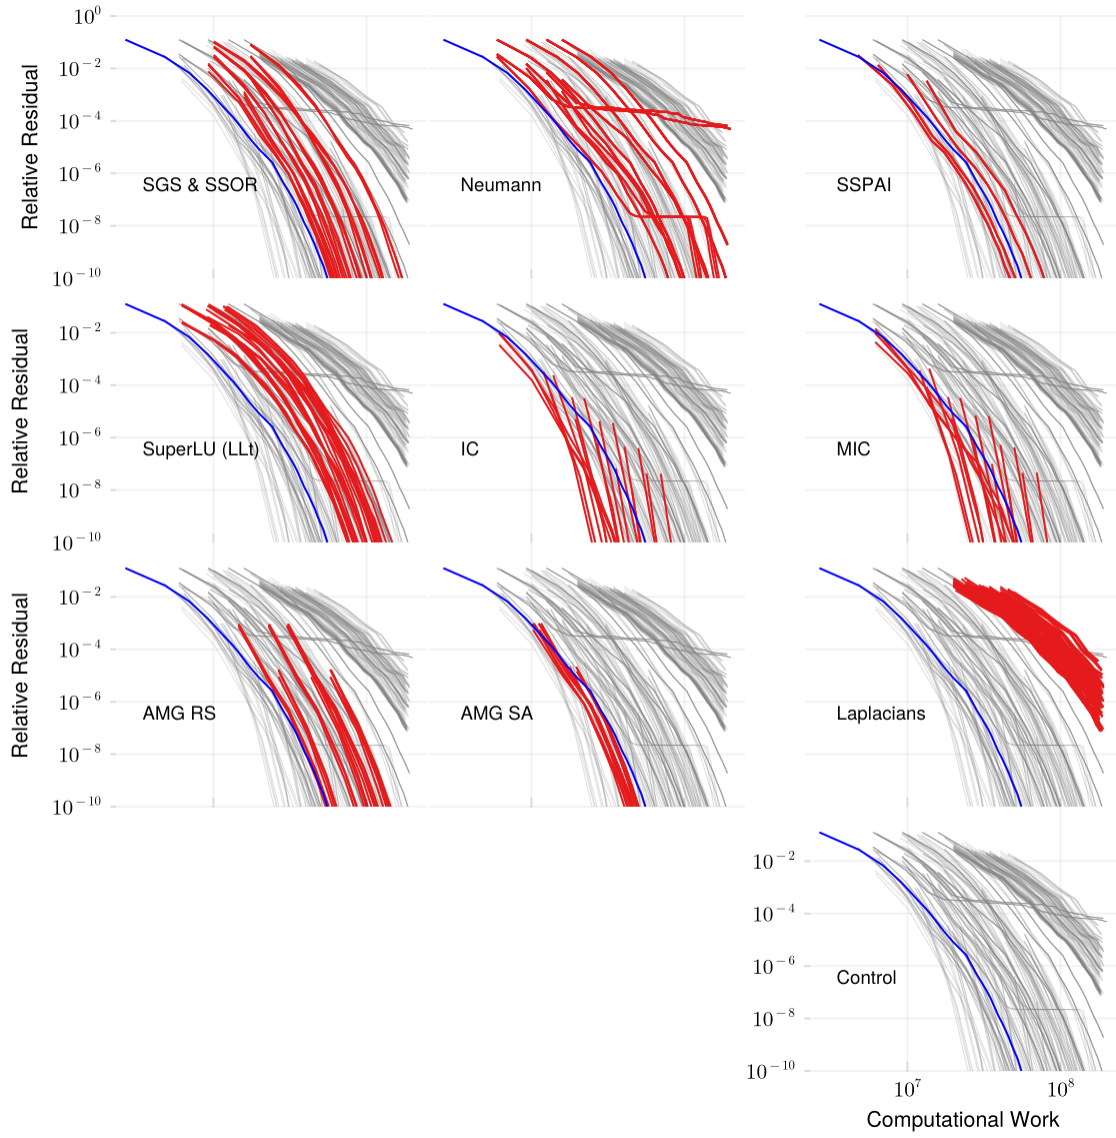 10^0
10^−2
10^−4
10^−6
10^−8
10^−10
Relative Residual
SGS & SSOR
Neumann
SSPAI
10^−2
10^−4
10^−6
10^−8
10^−10
Relative Residual
SuperLU (LLt)
IC
MIC
10^−2
10^−4
10^−6
10^−8
10^−10
Relative Residual
AMG RS
AMG SA
Laplacians
10^−2
10^−4
10^−6
10^−8
10^−10
Control
10^7 10^8
Computational Work